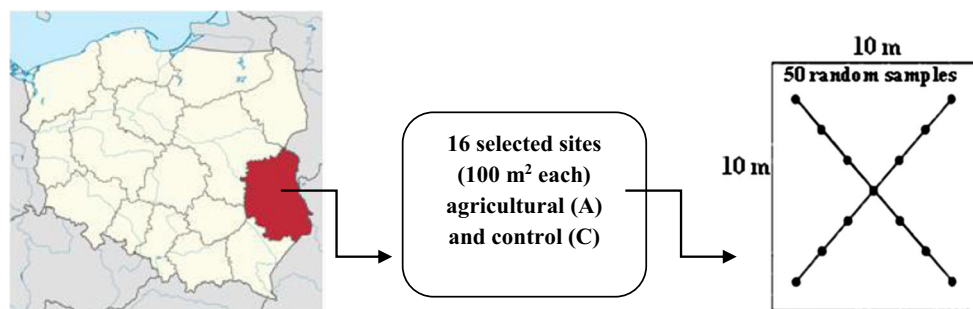 16 selected sites
(100 m² each)
agricultural (A)
and control (C)
10 m
50 random samples
10 m